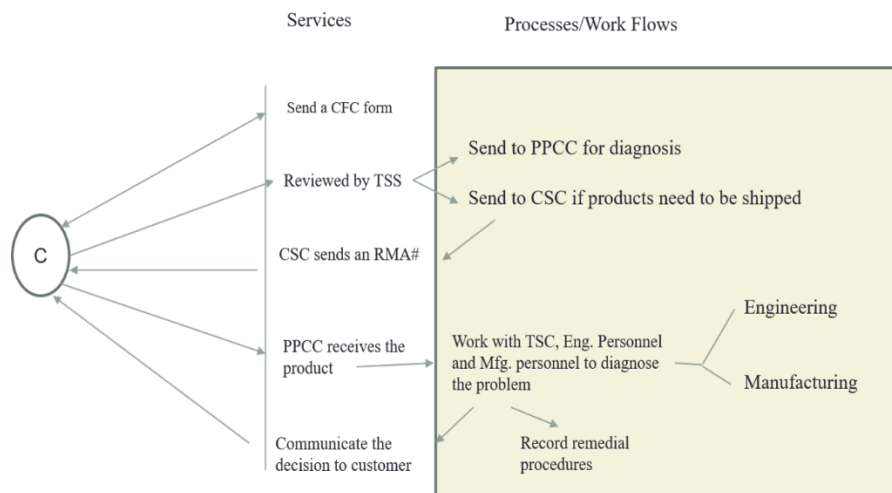 Services
Processes/Work Flows
Send a CFC form
Send to PPCC for diagnosis
Reviewed by TSS
Send to CSC if products need to be shipped
C
CSC sends an RMA#
Engineering
PPCC receives the
product
Work with TSC, Eng. Personnel
and Mfg. personnel to diagnose
the problem
Manufacturing
Communicate the
decision to customer
Record remedial
procedures